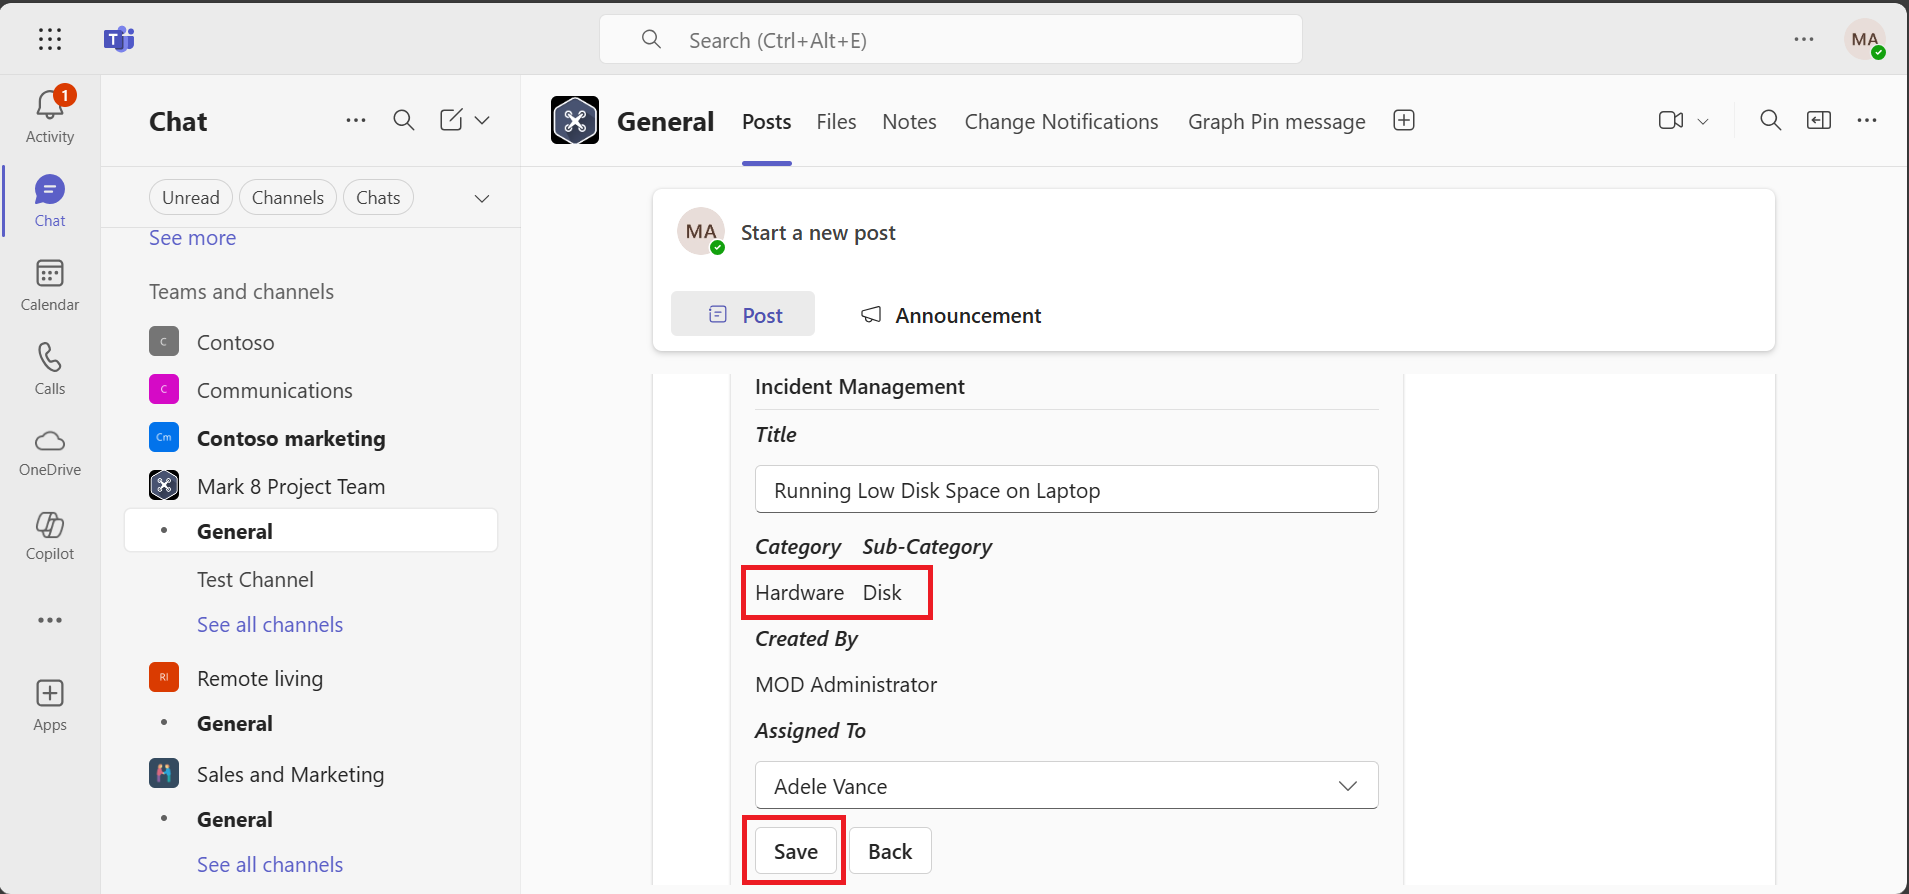 Search (Ctrl+Alt+E)
MA
1
Activity
Chat
Calendar
Calls
OneDrive
Copilot
Apps
Chat
Unread
Channels
Chats
See more
Teams and channels
C
Contoso
C
Communications
Cm
Contoso marketing
Mark 8 Project Team
General
Test Channel
See all channels
RI
Remote living
General
Sales and Marketing
General
See all channels
General
Posts
Files
Notes
Change Notifications
Graph Pin message
MA
Start a new post
Post
Announcement
Incident Management
Title
Running Low Disk Space on Laptop
Category Sub-Category
Hardware Disk
Created By
MOD Administrator
Assigned To
Adele Vance
Save
Back